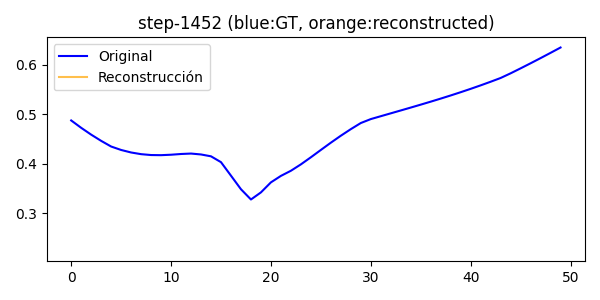 step-1452 (blue:GT, orange:reconstructed)
Original
Reconstrucción
0.6
0.5
0.4
0.3
0 10 20 30 40 50